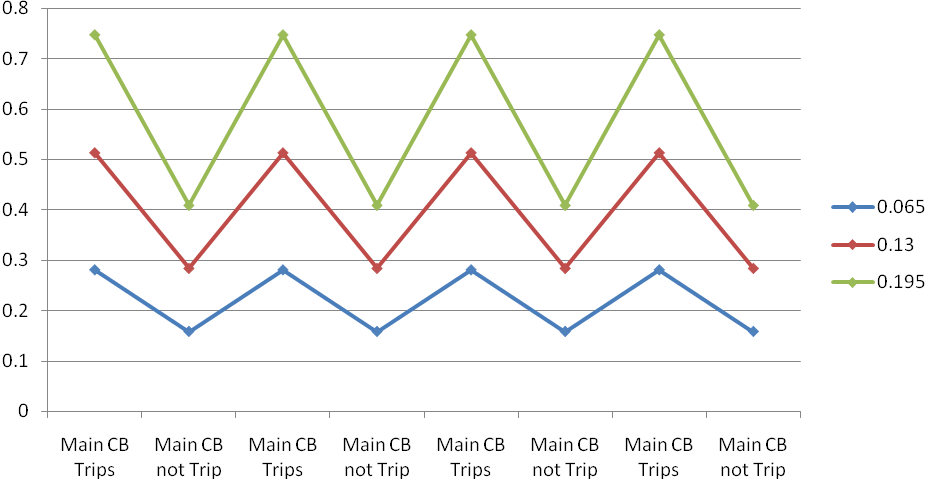 0.8
0.7
0.6
0.5
0.4
0.3
0.2
0.1
0
Main CB
Trips
Main CB
not Trip
Main CB
Trips
Main CB
not Trip
Main CB
Trips
Main CB
not Trip
Main CB
Trips
Main CB
not Trip
0.065
0.13
0.195